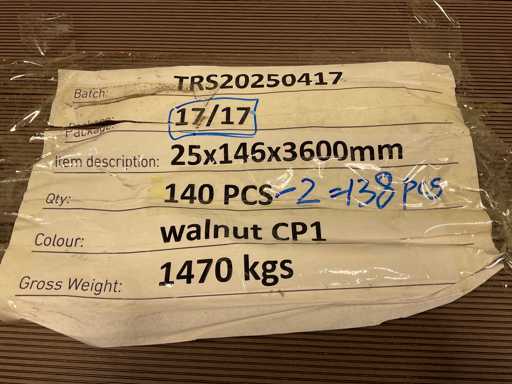 Batch: TRS20250417
Package: 17/17
Item description: 25x146x3600mm
Qty: 140 PCS -2 =138 PCS
Colour: walnut CP1
Gross Weight: 1470 kgs